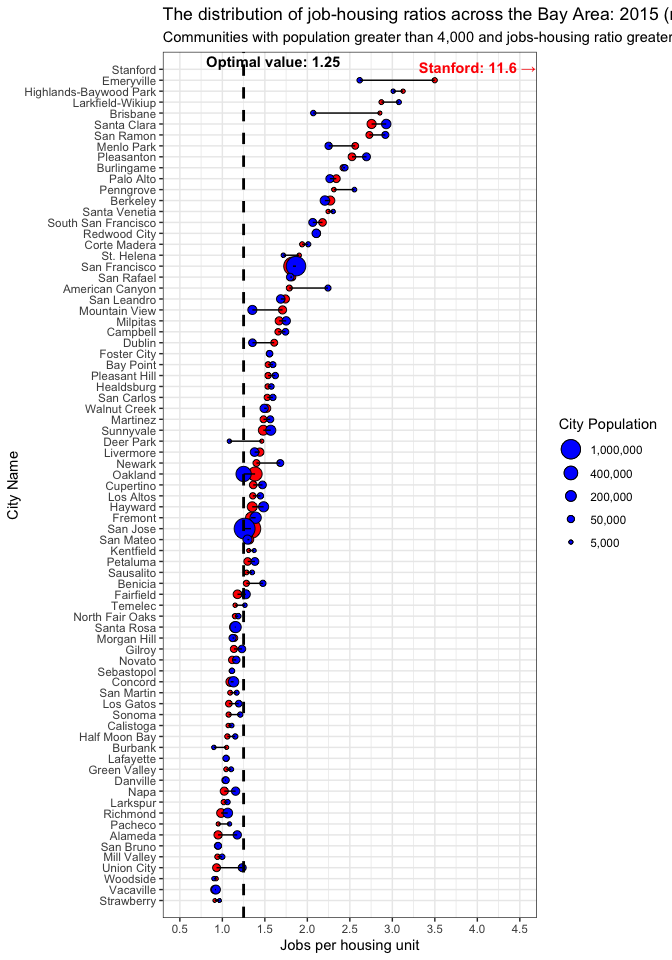 The distribution of job-housing ratios across the Bay Area: 2015 (
Communities with population greater than 4,000 and jobs-housing ratio greater
Optimal value: 1.25
Stanford: 11.6 →
Stanford
Emeryville
Highlands-Baywood Park
Larkfield-Wikiup
Brisbane
Santa Clara
San Ramon
Menlo Park
Pleasanton
Burlingame
Palo Alto
Penngrove
Berkeley
Santa Venetia
South San Francisco
Redwood City
Corte Madera
St. Helena
San Francisco
San Rafael
American Canyon
San Leandro
Mountain View
Milpitas
Campbell
Dublin
Foster City
Bay Point
Pleasant Hill
Healdsburg
San Carlos
Walnut Creek
Martinez
Sunnyvale
Deer Park
Livermore
Newark
Oakland
Cupertino
Los Altos
Hayward
Fremont
San Jose
San Mateo
Kentfield
Petaluma
Sausalito
Benicia
Fairfield
Temelec
North Fair Oaks
Santa Rosa
Morgan Hill
Gilroy
Novato
Sebastopol
Concord
San Martin
Los Gatos
Sonoma
Calistoga
Half Moon Bay
Burbank
Lafayette
Green Valley
Danville
Napa
Larkspur
Richmond
Pacheco
Alameda
San Bruno
Mill Valley
Union City
Woodside
Vacaville
Strawberry
City Name
0.5 1.0 1.5 2.0 2.5 3.0 3.5 4.0 4.5
Jobs per housing unit
City Population
1,000,000
400,000
200,000
50,000
5,000